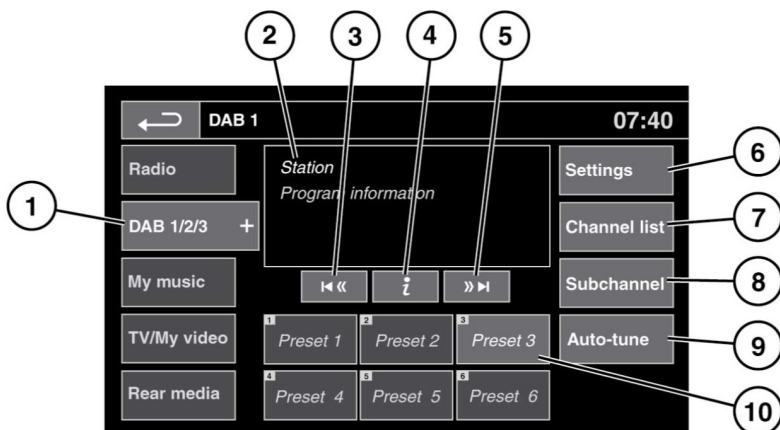 2 3 4 5
DAB 1 07:40
6
Radio Station Settings
Program information
1 7
DAB 1/2/3 + Channel list
My music i Subchannel 8
1 Preset 1 2 Preset 2 3 Preset 3
TV/My video Auto-tune 9
Rear media 4 Preset 4 5 Preset 5 6 Preset 6
10